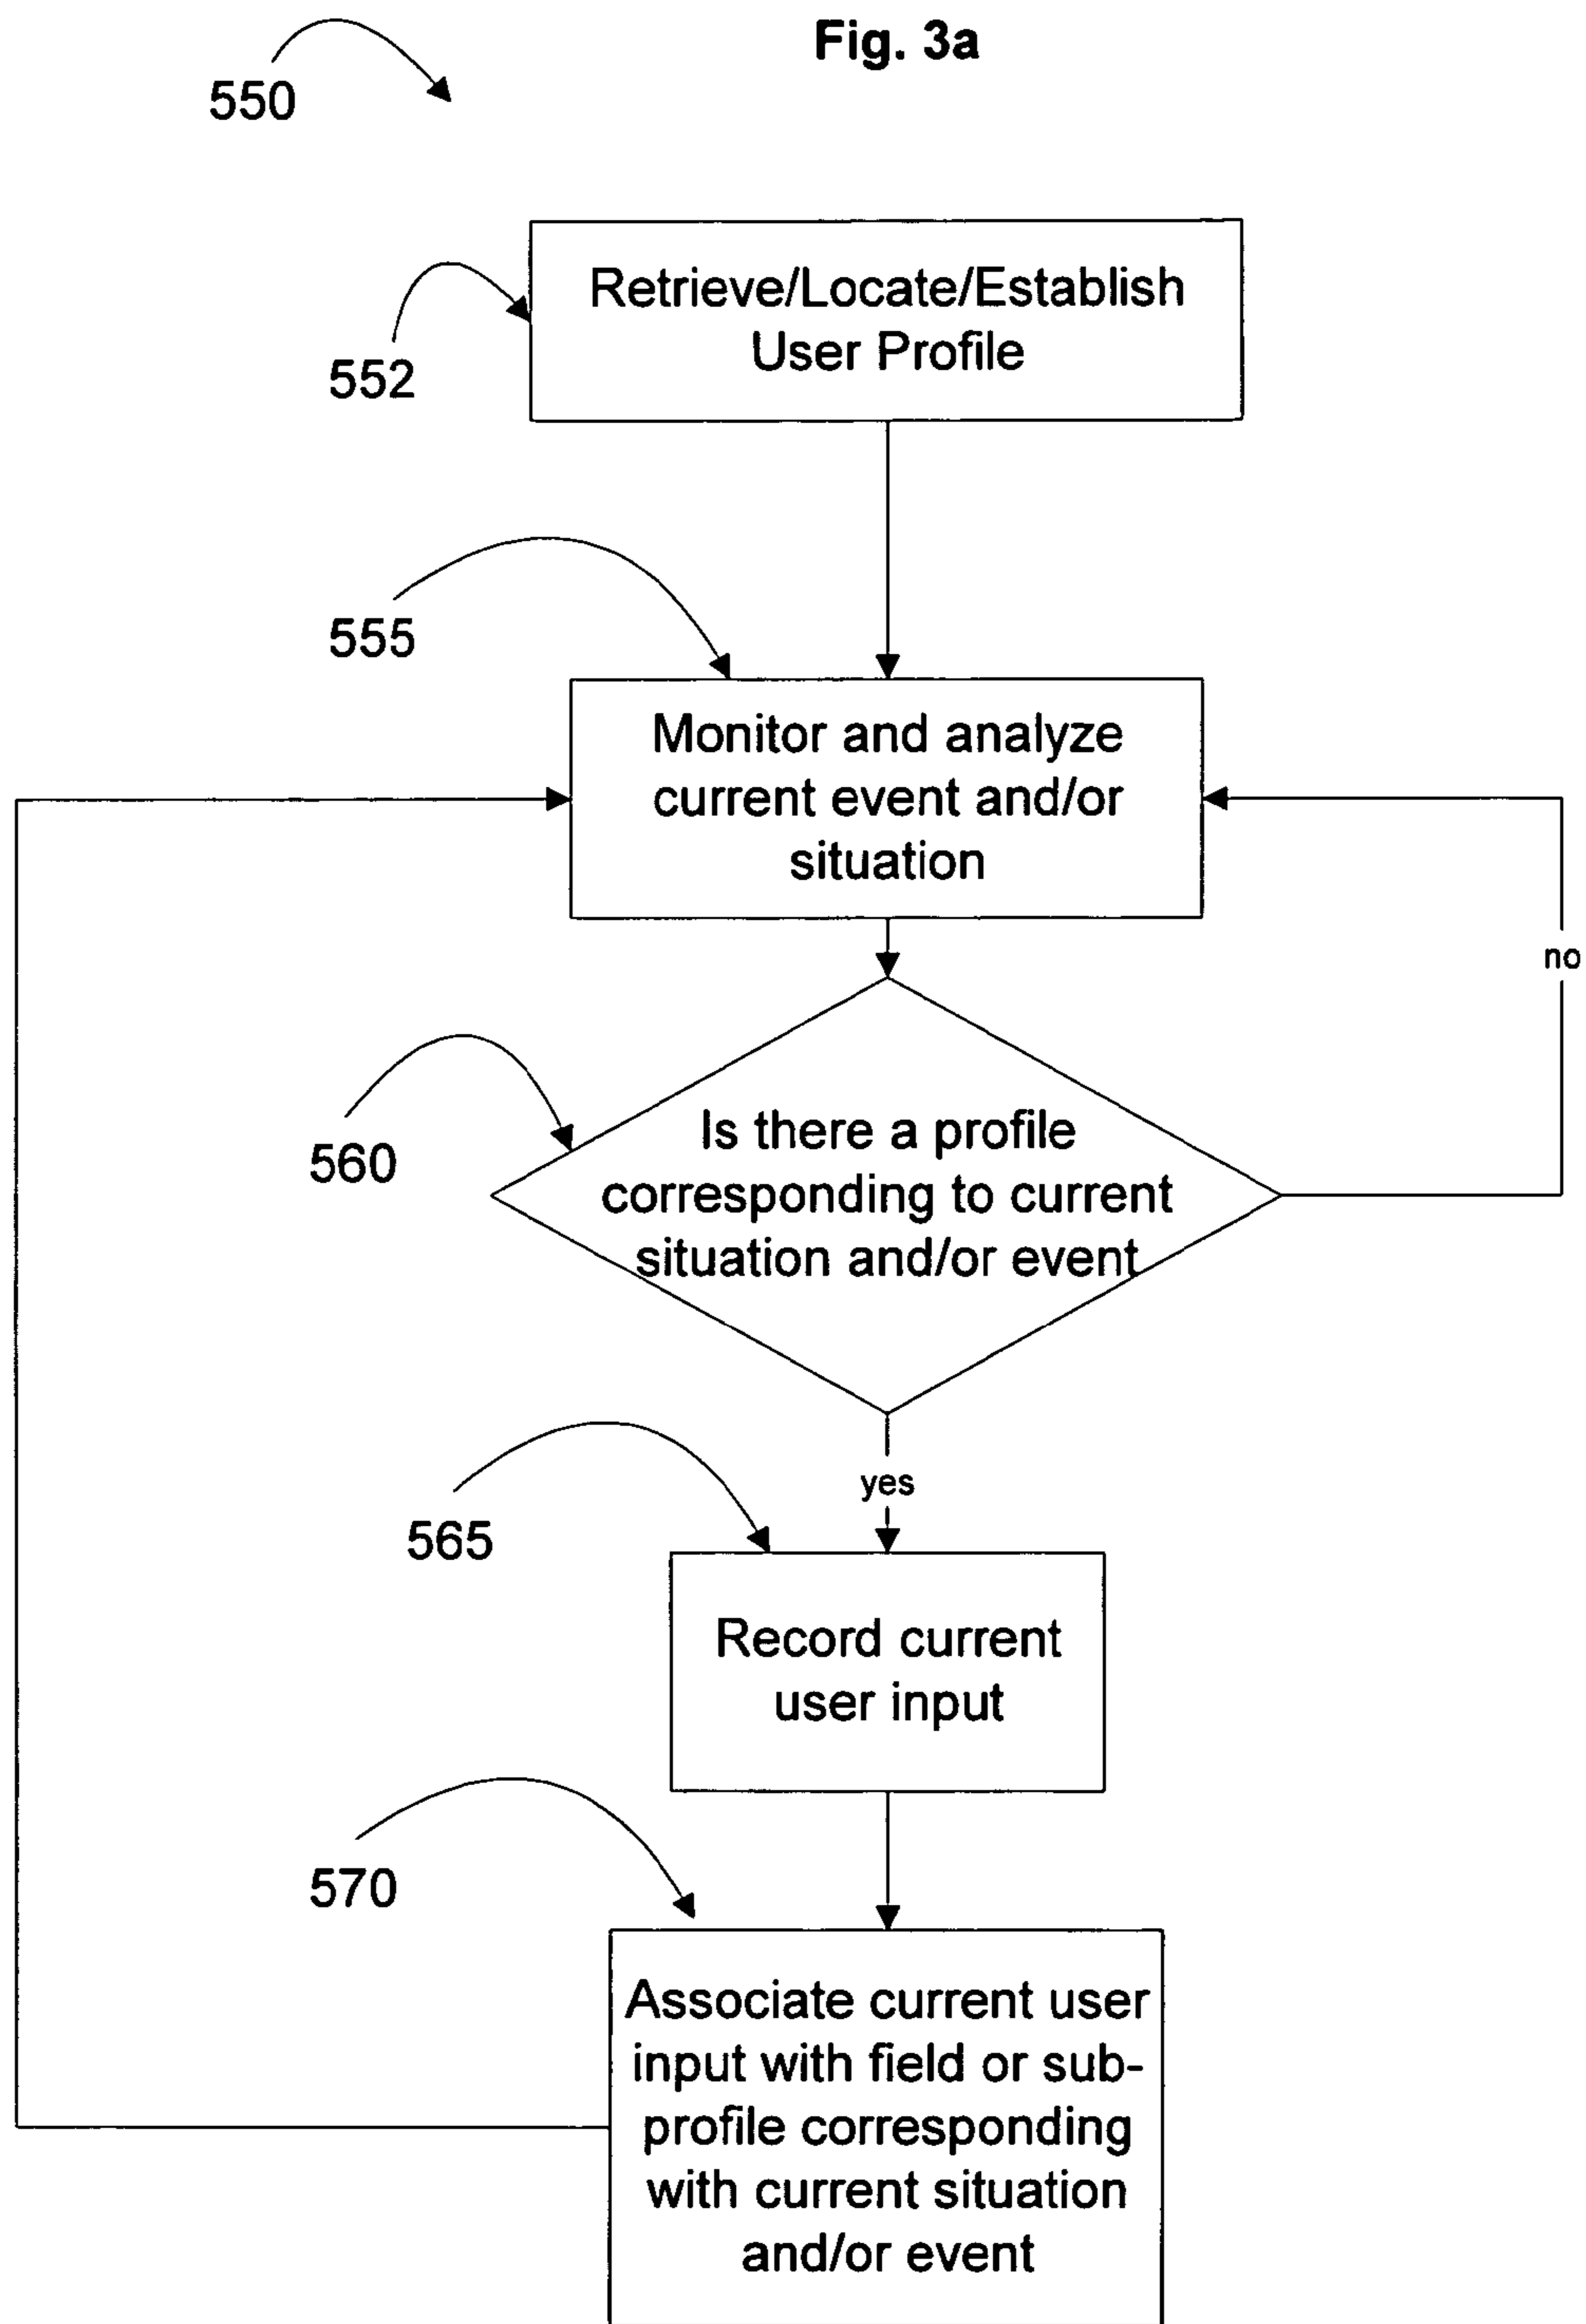 Fig. 3a
550
Retrieve/Locate/Establish
User Profile
552
555
Monitor and analyze
current event and/or
situation
no
560
Is there a profile
corresponding to current
situation and/or event
yes
565
Record current
user input
570
Associate current user
input with field or sub-
profile corresponding
with current situation
and/or event